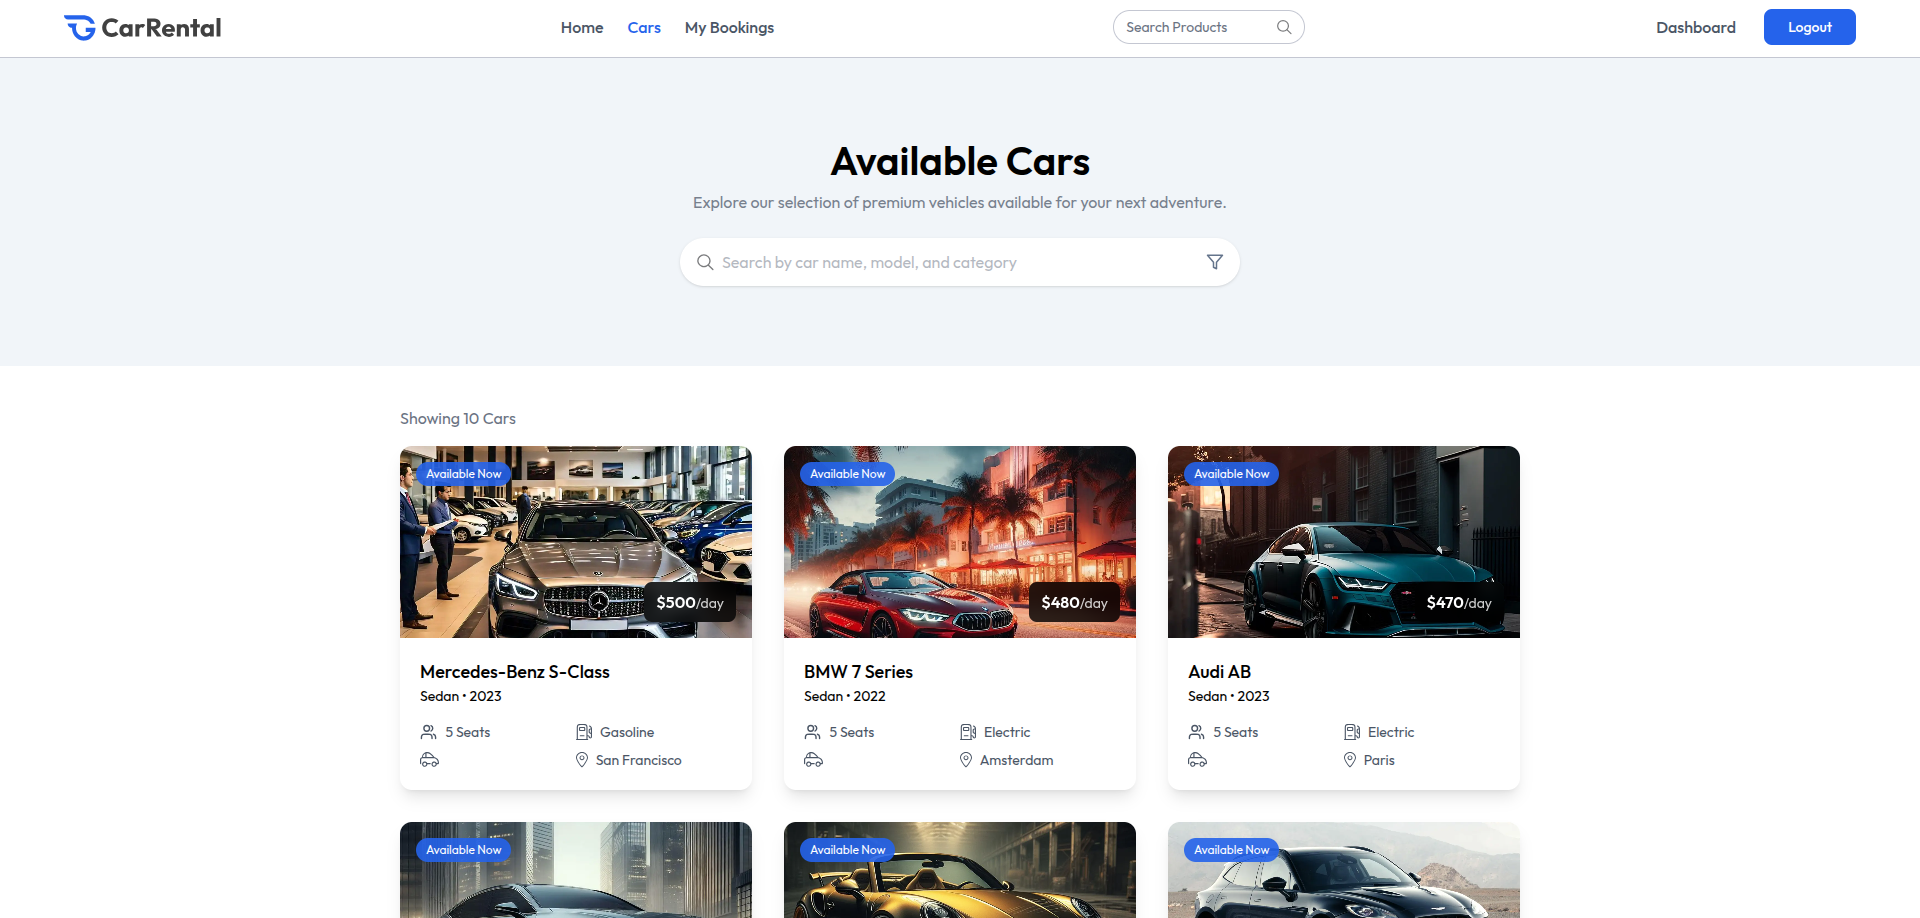 CarRental
Home
Cars
My Bookings
Search Products
Dashboard
Logout
Available Cars
Explore our selection of premium vehicles available for your next adventure.
Search by car name, model, and category
Showing 10 Cars
Available Now
$500/day
Mercedes-Benz S-Class
Sedan • 2023
5 Seats
Gasoline
San Francisco
Available Now
$480/day
BMW 7 Series
Sedan • 2022
5 Seats
Electric
Amsterdam
Available Now
$470/day
Audi AB
Sedan • 2023
5 Seats
Electric
Paris
Available Now
Available Now
Available Now